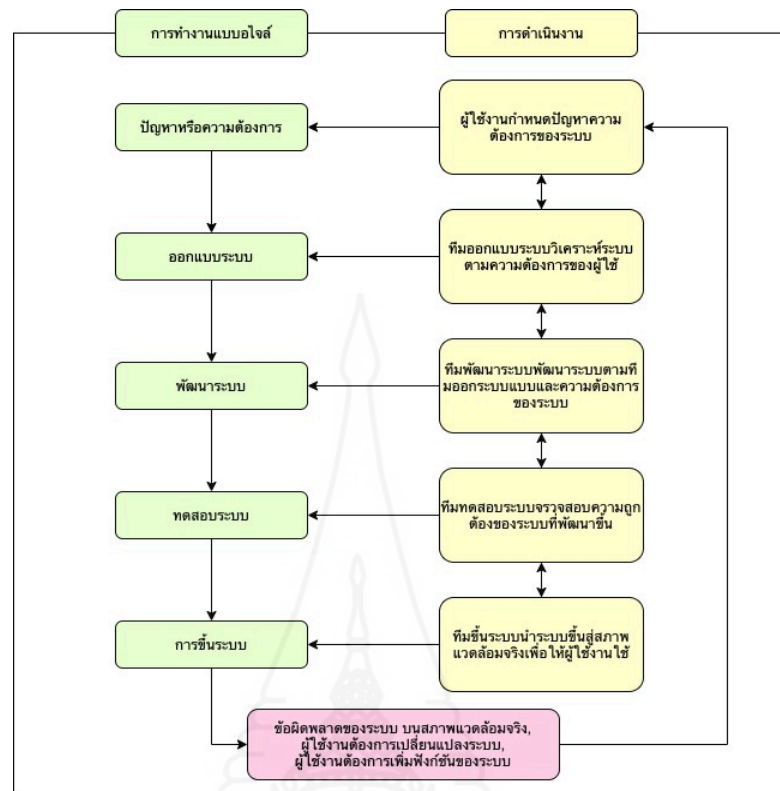 การทำงานแบบอไจล์
การดำเนินงาน
ปัญหาหรือความต้องการ
ผู้ใช้งานกำหนดปัญหาความ
ต้องการของระบบ
ออกแบบระบบ
ทีมออกแบบระบบวิเคราะห์ระบบ
ตามความต้องการของผู้ใช้
พัฒนาระบบ
ทีมพัฒนาระบบพัฒนาระบบตามที
มออกระบบแบบและความต้องการ
ของระบบ
ทดสอบระบบ
ทีมทดสอบระบบจรวจสอบความถูก
ต้องของระบบที่พัฒนาขึ้น
การขึ้นระบบ
ทีมขึ้นระบบนำระบบขึ้นสู่สภาพ
แวดล้อมจริงเพื่อให้ผู้ใช้งานใช้
ข้อผิดพลาดของระบบ บนสภาพแวดล้อมจริง,
ผู้ใช้งานต้องการเปลี่ยนแปลงระบบ,
ผู้ใช้งานต้องการเพิ่มฟังก์ชันของระบบ